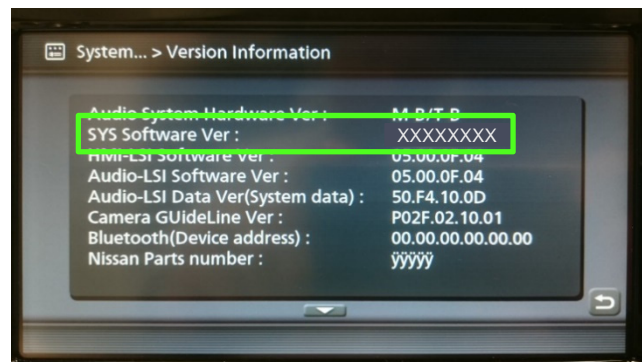 System... > Version Information
Audio System Hardware Ver : M-B/T-B
SYS Software Ver : XXXXXXXX
HMI-LSI Software Ver : 05.00.0F.04
Audio-LSI Software Ver : 05.00.0F.04
Audio-LSI Data Ver(System data) : 50.F4.10.0D
Camera GUideLine Ver : P02F.02.10.01
Bluetooth(Device address) : 00.00.00.00.00.00
Nissan Parts number : ÿÿÿÿÿ